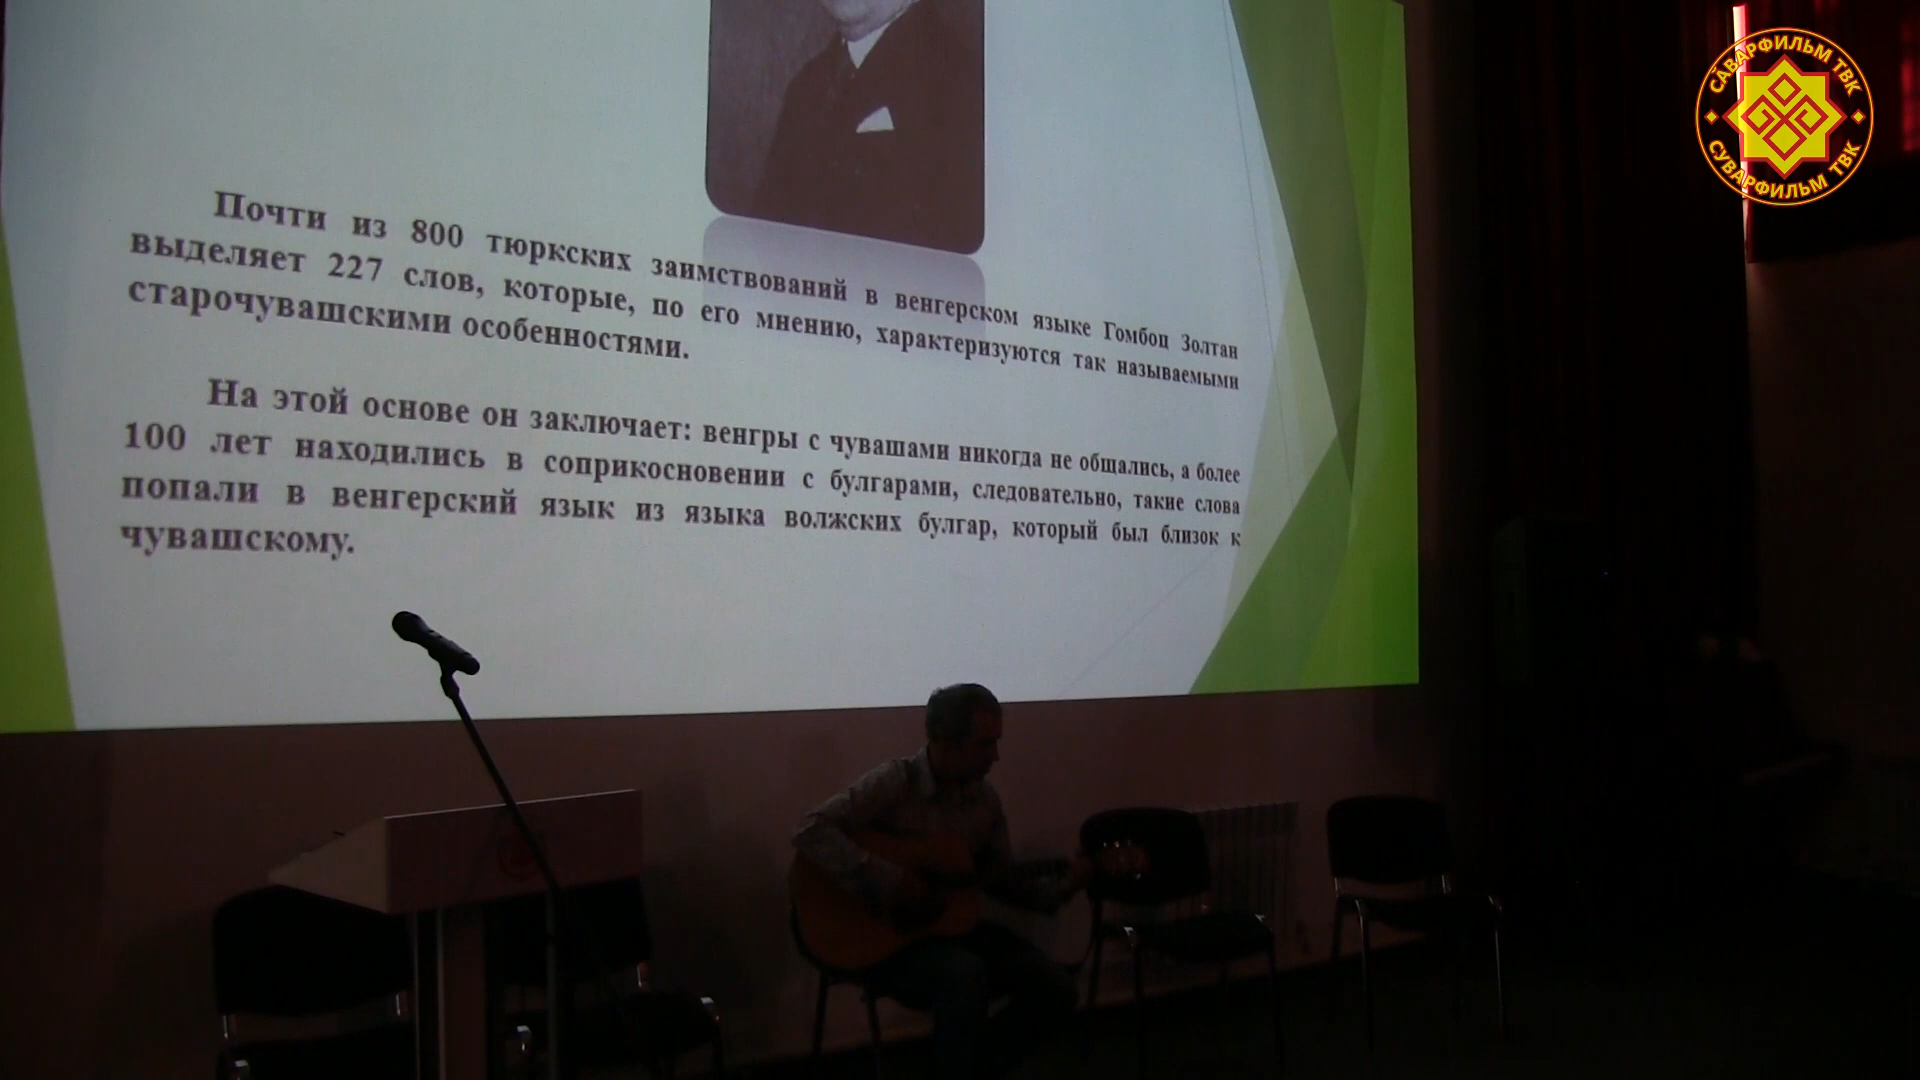 Почти из 800 тюркских заимствований в венгерском языке Гомбоц Золтан
выделяет 227 слов, которые, по его мнению, характеризуются так называемыми
старочувашскими особенностями.
На этой основе он заключает: венгры с чувашами никогда не общались, а более
100 лет находились в соприкосновении с булгарами, следовательно, такие слова
попали в венгерский язык из языка волжских булгар, который был близок к
чувашскому.
СӐВАРФИЛЬМ ТВК
СУВАРФИЛЬМ ТВК